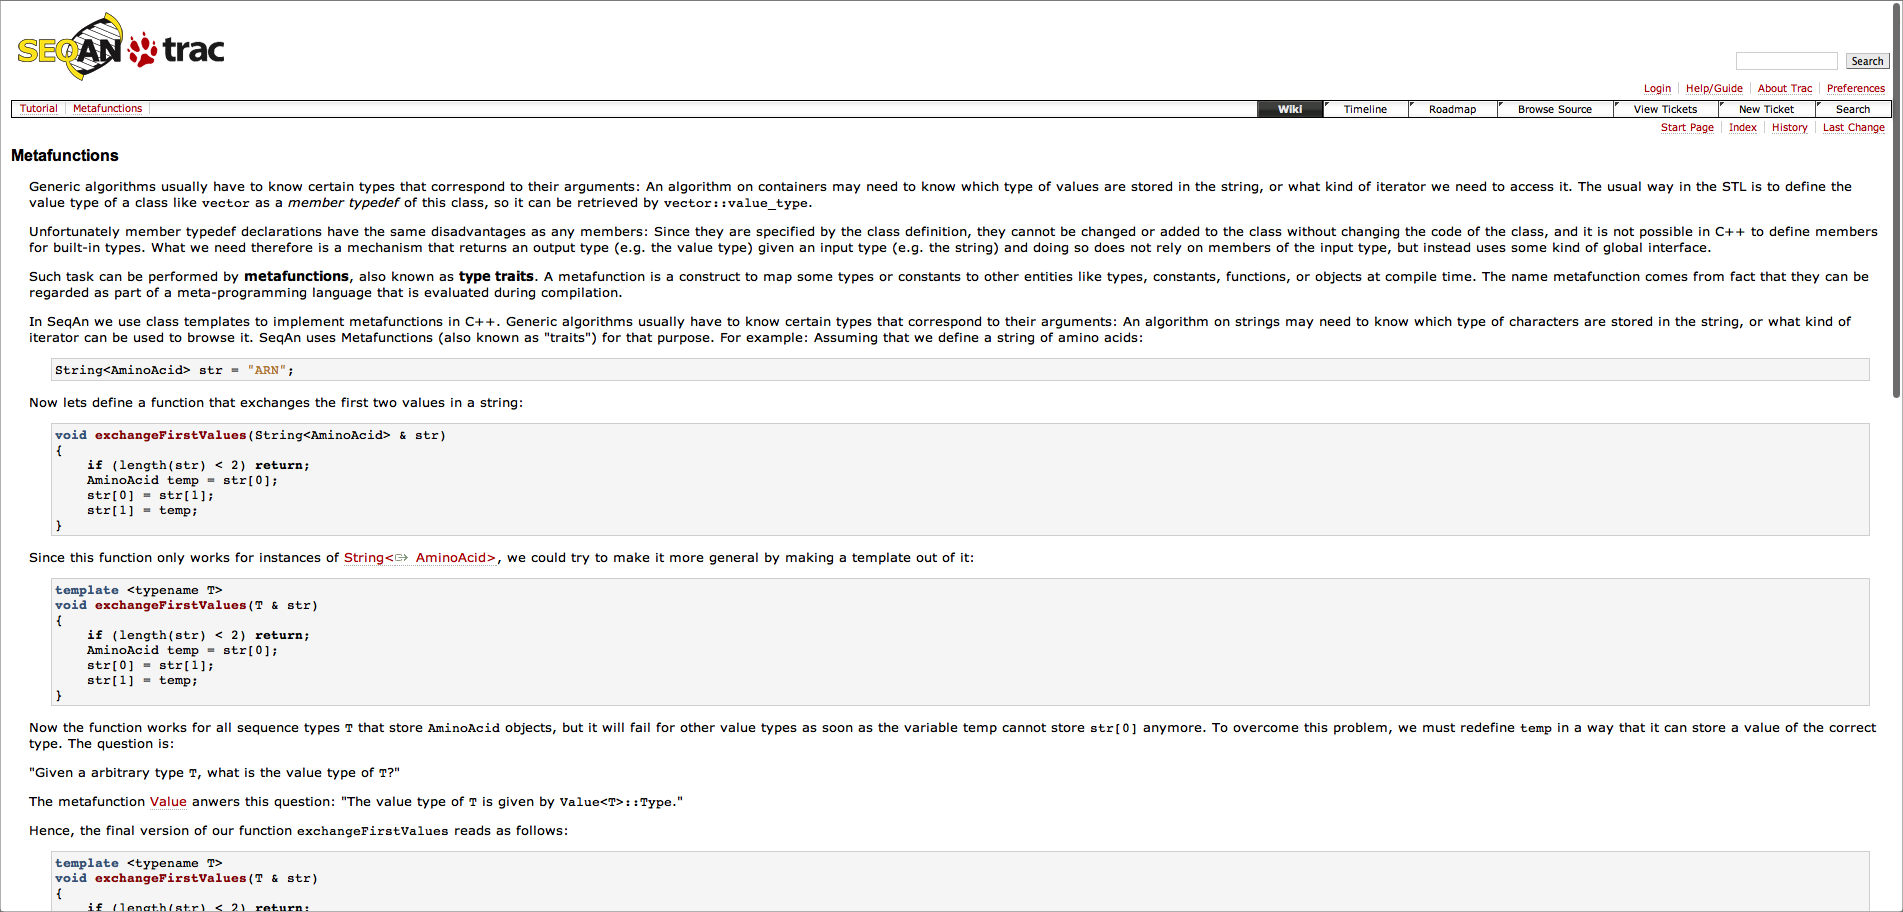 SEQAN trac
Search
Login Help/Guide About Trac Preferences
Tutorial Metafunctions Wiki Timeline Roadmap Browse Source View Tickets New Ticket Search
Start Page Index History Last Change
Metafunctions
Generic algorithms usually have to know certain types that correspond to their arguments: An algorithm on containers may need to know which type of values are stored in the string, or what kind of iterator we need to access it. The usual way in the STL is to define the
value type of a class like vector as a member typedef of this class, so it can be retrieved by vector::value_type.
Unfortunately member typedef declarations have the same disadvantages as any members: Since they are specified by the class definition, they cannot be changed or added to the class without changing the code of the class, and it is not possible in C++ to define members
for built-in types. What we need therefore is a mechanism that returns an output type (e.g. the value type) given an input type (e.g. the string) and doing so does not rely on members of the input type, but instead uses some kind of global interface.
Such task can be performed by metafunctions, also known as type traits. A metafunction is a construct to map some types or constants to other entities like types, constants, functions, or objects at compile time. The name metafunction comes from fact that they can be
regarded as part of a meta-programming language that is evaluated during compilation.
In SeqAn we use class templates to implement metafunctions in C++. Generic algorithms usually have to know certain types that correspond to their arguments: An algorithm on strings may need to know which type of characters are stored in the string, or what kind of
iterator can be used to browse it. SeqAn uses Metafunctions (also known as "traits") for that purpose. For example: Assuming that we define a string of amino acids:
String<AminoAcid> str = "ARN";
Now lets define a function that exchanges the first two values in a string:
void exchangeFirstValues(String<AminoAcid> & str)
{
    if (length(str) < 2) return;
    AminoAcid temp = str[0];
    str[0] = str[1];
    str[1] = temp;
}
Since this function only works for instances of String< AminoAcid>, we could try to make it more general by making a template out of it:
template <typename T>
void exchangeFirstValues(T & str)
{
    if (length(str) < 2) return;
    AminoAcid temp = str[0];
    str[0] = str[1];
    str[1] = temp;
}
Now the function works for all sequence types T that store AminoAcid objects, but it will fail for other value types as soon as the variable temp cannot store str[0] anymore. To overcome this problem, we must redefine temp in a way that it can store a value of the correct
type. The question is:
"Given a arbitrary type T, what is the value type of T?"
The metafunction Value anwers this question: "The value type of T is given by Value<T>::Type."
Hence, the final version of our function exchangeFirstValues reads as follows:
template <typename T>
void exchangeFirstValues(T & str)
{
    if (length(str) < 2) return;